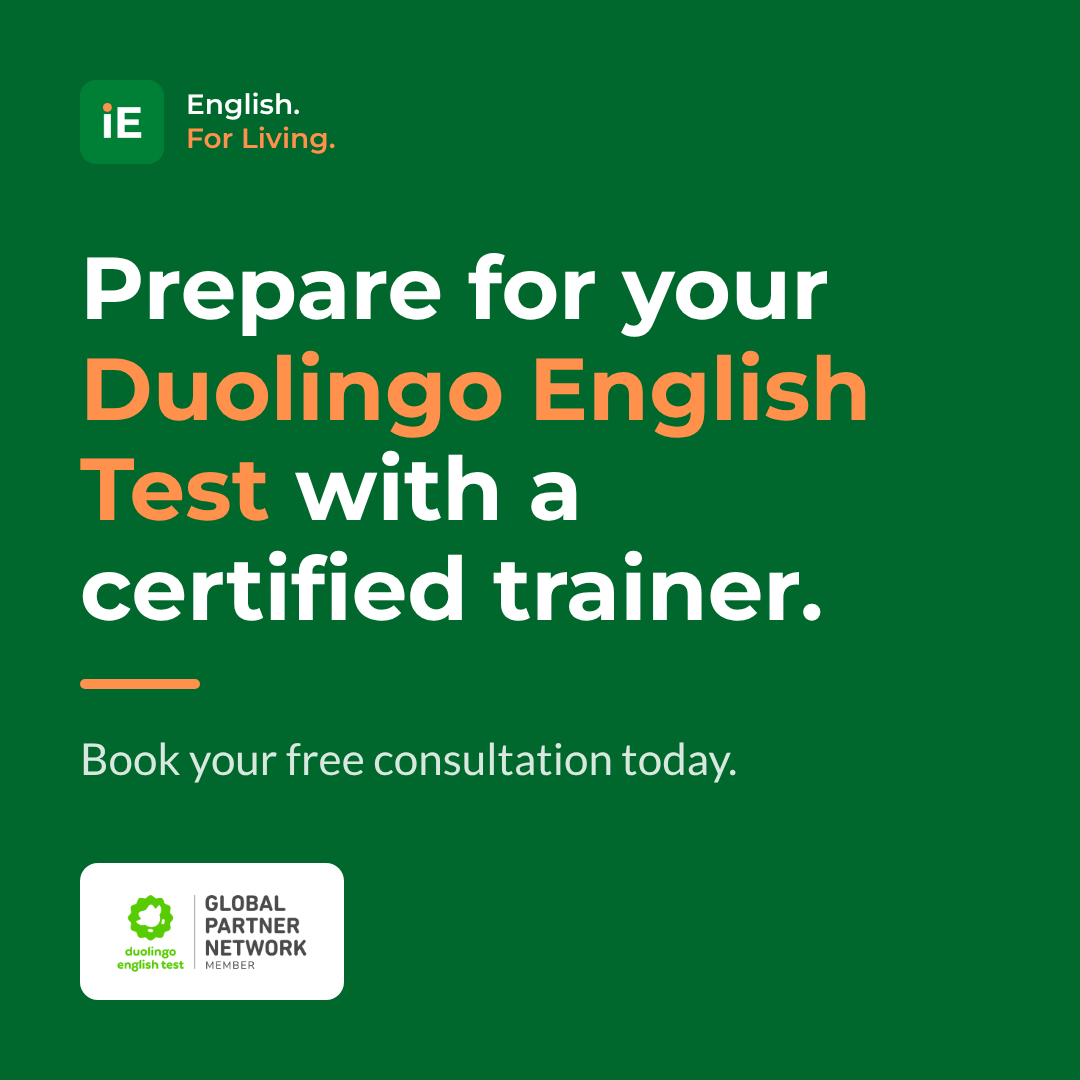 iE
English.
For Living.
Prepare for your
Duolingo English
Test with a
certified trainer.
Book your free consultation today.
duolingo
english test
GLOBAL
PARTNER
NETWORK
MEMBER